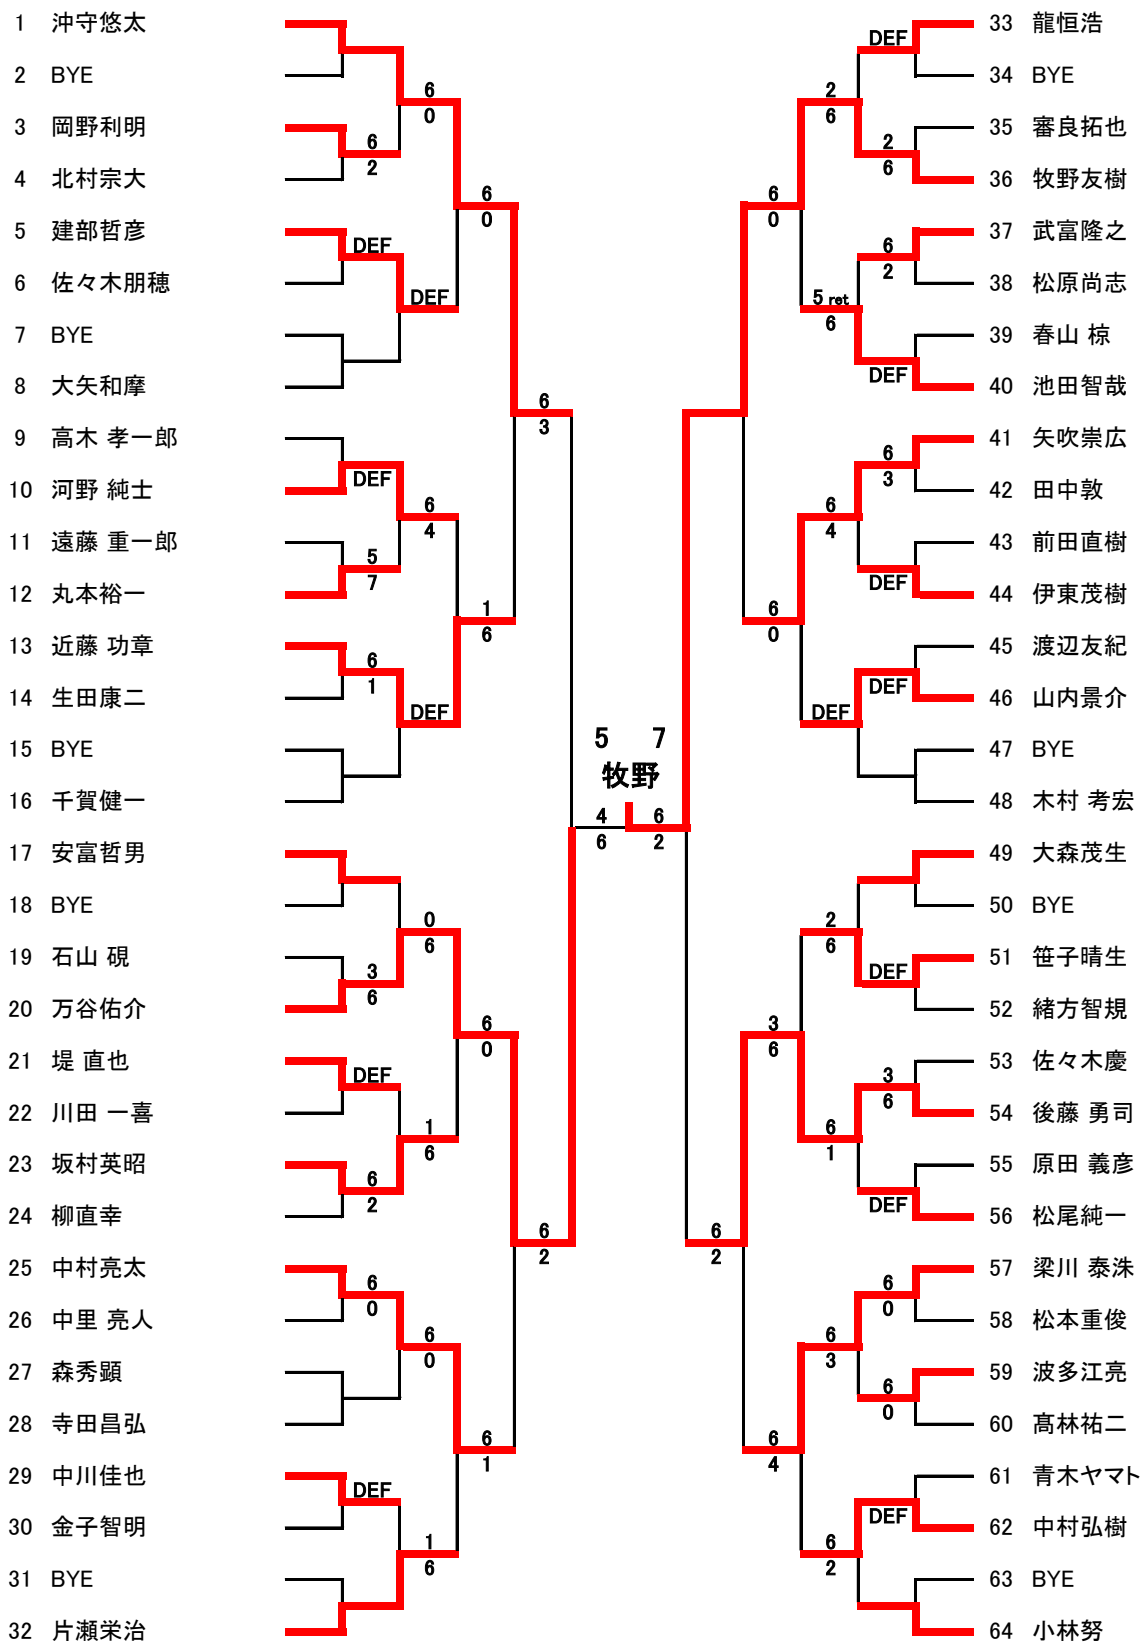 1 沖守悠太
2 BYE
6
0
3 岡野利明
6
2
4 北村宗大
6
0
5 建部哲彦
DEF
6 佐々木朋穂
DEF
7 BYE
8 大矢和摩
6
3
9 高木 孝一郎
DEF
10 河野 純士
6
4
11 遠藤 重一郎
5
7
12 丸本裕一
1
6
13 近藤 功章
6
1
14 生田康二
DEF
15 BYE
16 千賀健一
4
6
17 安富哲男
18 BYE
0
6
19 石山 硯
3
6
20 万谷佑介
6
0
21 堤 直也
DEF
22 川田 一喜
1
6
23 坂村英昭
6
2
24 柳直幸
6
2
25 中村亮太
6
0
26 中里 亮人
6
0
27 森秀顕
28 寺田昌弘
6
1
29 中川佳也
DEF
30 金子智明
1
6
31 BYE
32 片瀬栄治
5 7
牧野
33 龍恒浩
DEF
34 BYE
2
6
35 審良拓也
2
6
36 牧野友樹
6
0
37 武富隆之
6
2
38 松原尚志
5 ret
6
39 春山 椋
DEF
40 池田智哉
41 矢吹崇広
6
3
42 田中敦
6
4
43 前田直樹
DEF
44 伊東茂樹
6
0
45 渡辺友紀
DEF
46 山内景介
DEF
47 BYE
48 木村 考宏
6
2
49 大森茂生
50 BYE
2
6
51 笹子晴生
DEF
52 緒方智規
3
6
53 佐々木慶
3
6
54 後藤 勇司
6
1
55 原田 義彦
DEF
56 松尾純一
6
2
57 梁川 泰洙
6
0
58 松本重俊
6
3
59 波多江亮
6
0
60 髙林祐二
6
4
61 青木ヤマト
DEF
62 中村弘樹
6
2
63 BYE
64 小林努